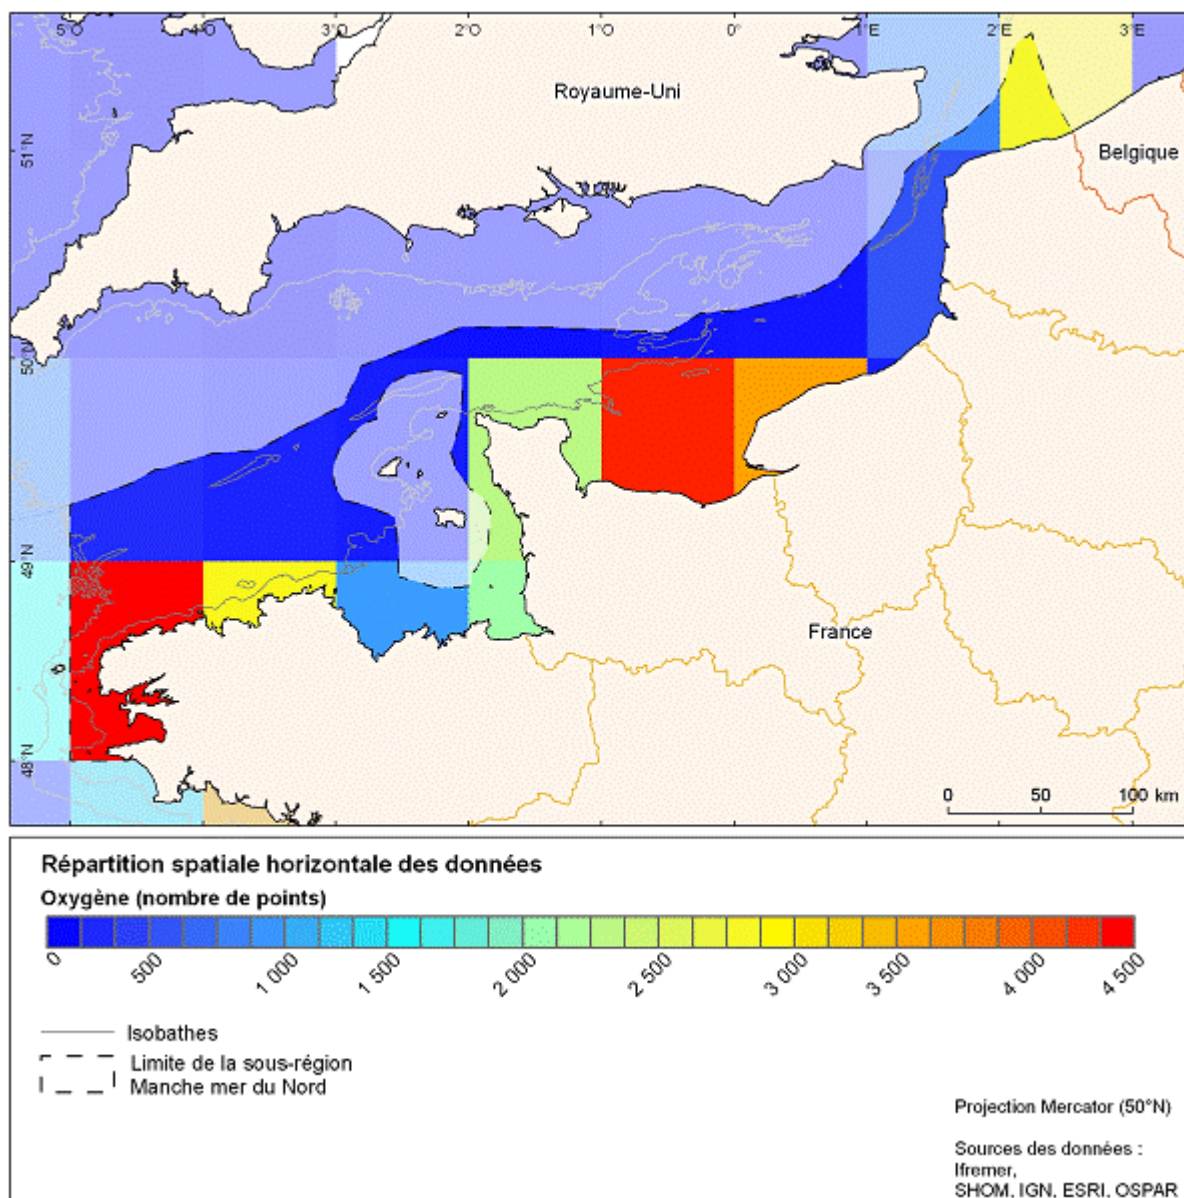 5°O 4°O 3°O 2°O 1°O 0° 1°E 2°E 3°E
Royaume-Uni
51°N
Belgique
50°N
49°N
France
48°N
0 50 100 km
Répartition spatiale horizontale des données
Oxygène (nombre de points)
0 500 1 000 1 500 2 000 2 500 3 000 3 500 4 000 4 500
Isobathes
Limite de la sous-région
Manche mer du Nord
Projection Mercator (50°N)
Sources des données :
Ifremer,
SHOM, IGN, ESRI, OSPAR